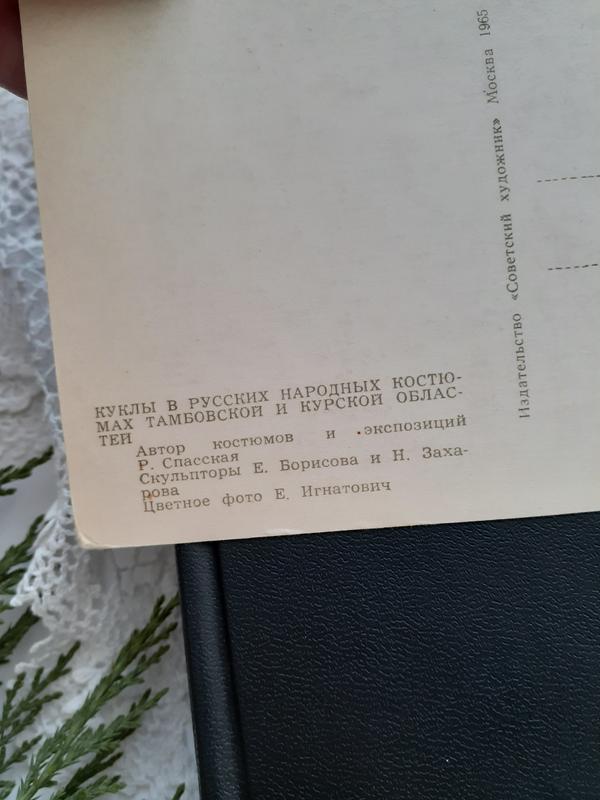 КУКЛЫ В РУССКИХ НАРОДНЫХ КОСТЮ-
МАХ ТАМБОВСКОЙ И КУРСКОЙ ОБЛАС-
ТЕЙ
Автор костюмов и экспозиций
Р. Спасская
Скульпторы Е. Борисова и Н. Заха-
рова
Цветное фото Е. Игнатович
Издательство «Советский художник» Москва 1965